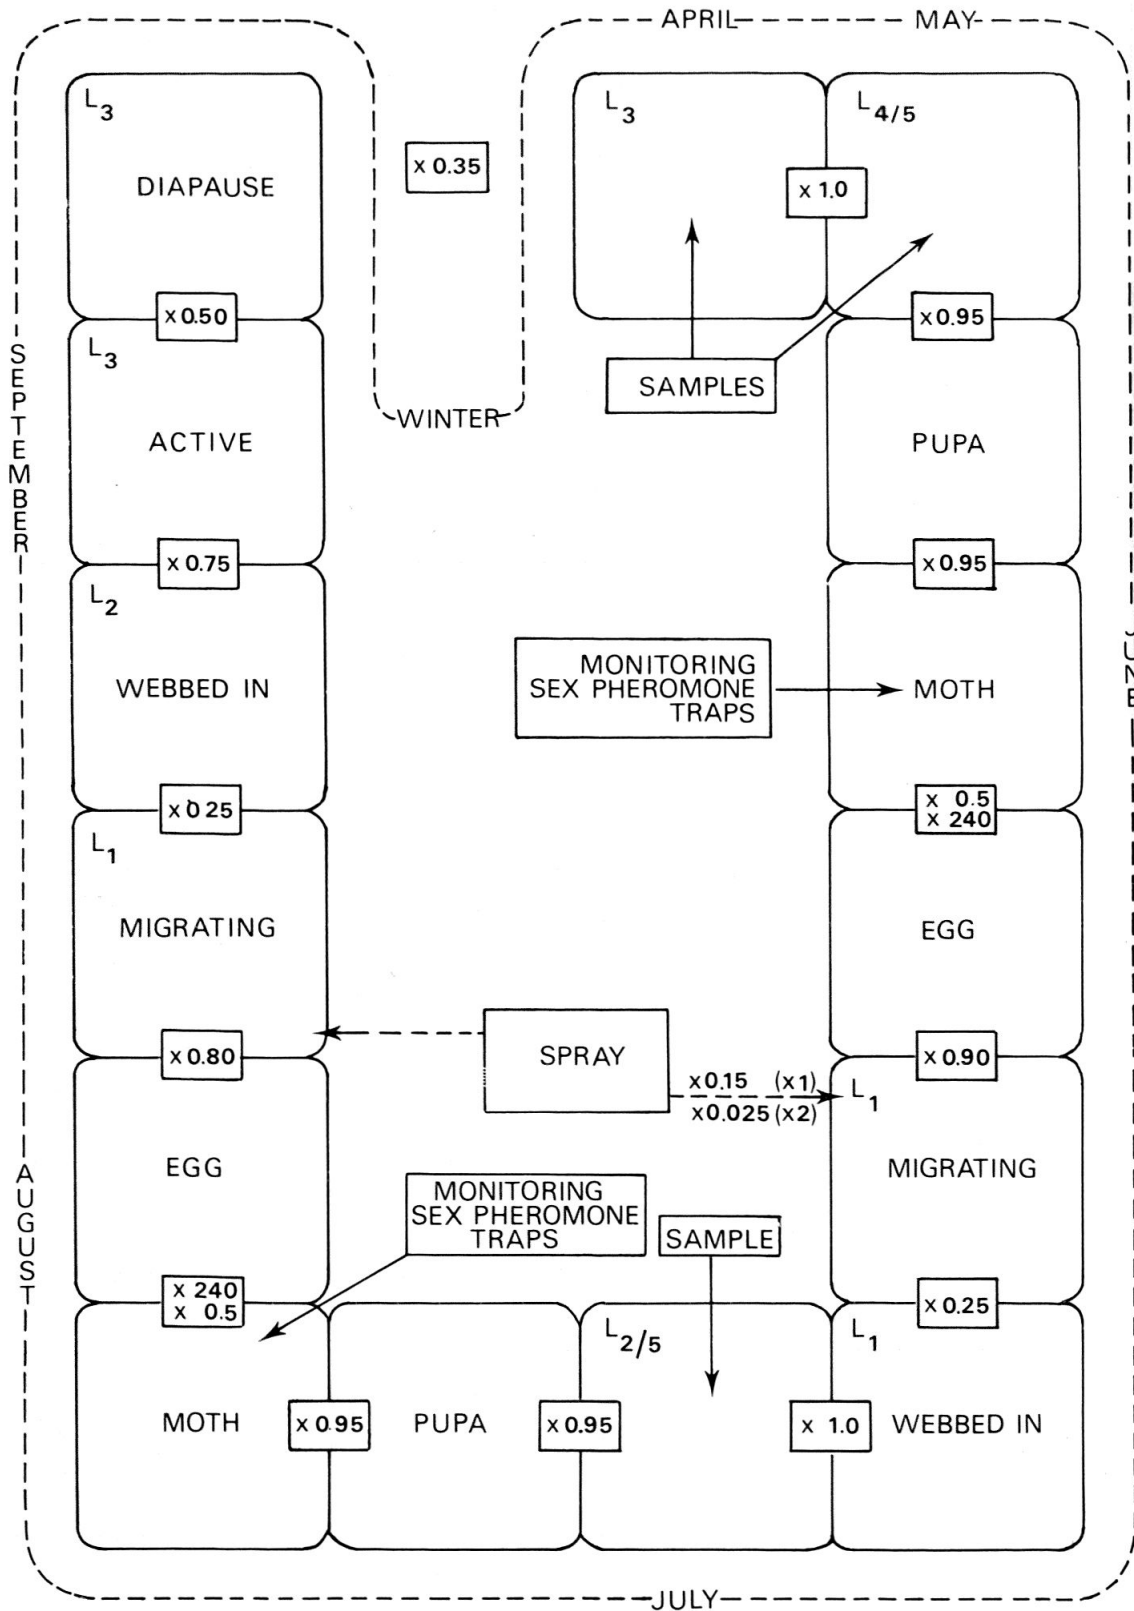 APRIL
MAY
L3
DIAPAUSE
x 0.35
L3
x 1.0
L4/5
SAMPLES
x 0.50
L3
ACTIVE
WINTER
x 0.95
PUPA
SEPTEMBER
x 0.75
L2
WEBBED IN
x 0.95
MONITORING
SEX PHEROMONE
TRAPS
MOTH
JUNE
x 0 25
L1
MIGRATING
x 0.5
x 240
EGG
x 0.80
SPRAY
x 0.15 (x1)
x 0.025 (x2)
x 0.90
L1
MIGRATING
EGG
AUGUST
MONITORING
SEX PHEROMONE
TRAPS
SAMPLE
x 240
x 0.5
MOTH
x 0.95
PUPA
x 0.95
L2/5
x 1.0
x 0.25
L1
WEBBED IN
JULY